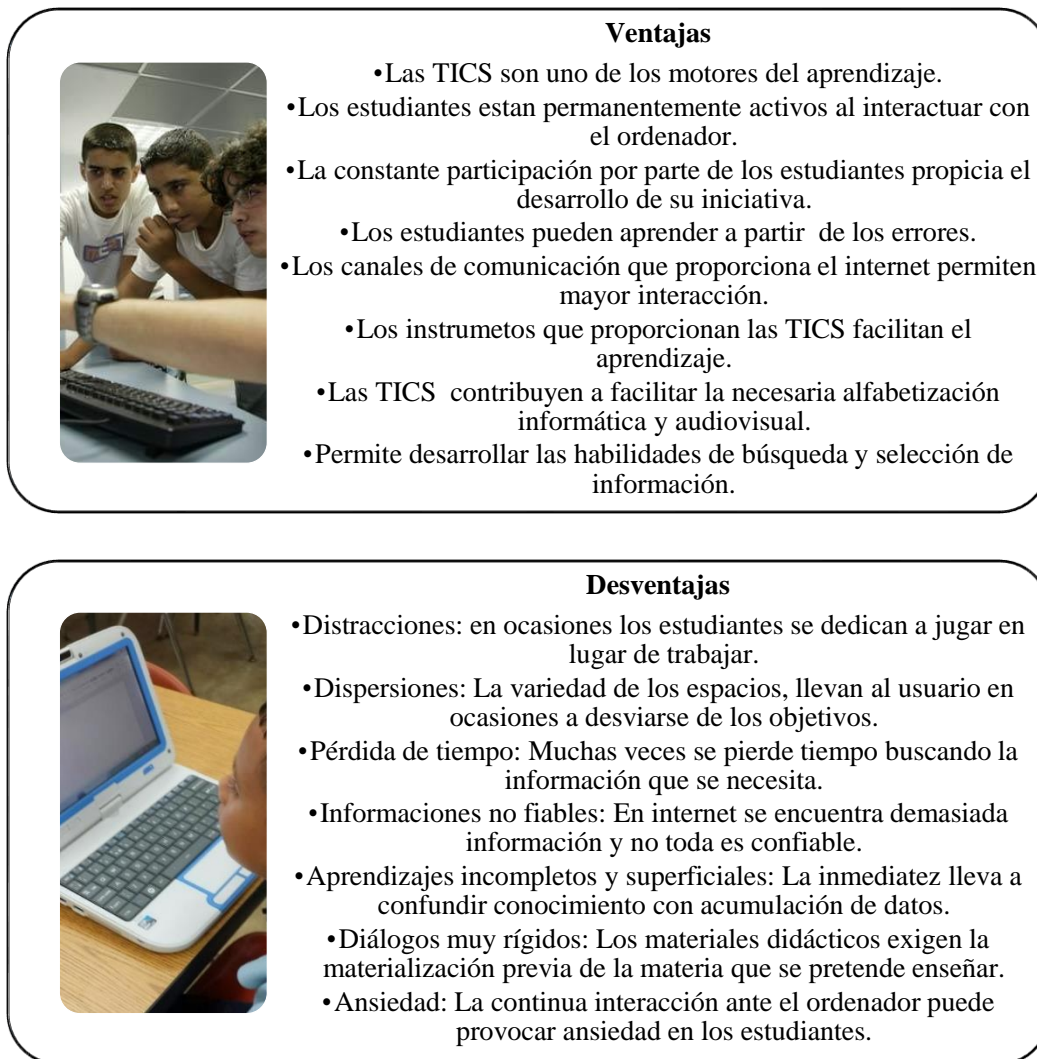 Ventajas
•Las TICS son uno de los motores del aprendizaje.
•Los estudiantes estan permanentemente activos al interactuar con
el ordenador.
•La constante participación por parte de los estudiantes propicia el
desarrollo de su iniciativa.
•Los estudiantes pueden aprender a partir  de los errores.
•Los canales de comunicación que proporciona el internet permiten
mayor interacción.
•Los instrumetos que proporcionan las TICS facilitan el
aprendizaje.
•Las TICS  contribuyen a facilitar la necesaria alfabetización
informática y audiovisual.
•Permite desarrollar las habilidades de búsqueda y selección de
información.
Desventajas
•Distracciones: en ocasiones los estudiantes se dedican a jugar en
lugar de trabajar.
•Dispersiones: La variedad de los espacios, llevan al usuario en
ocasiones a desviarse de los objetivos.
•Pérdida de tiempo: Muchas veces se pierde tiempo buscando la
información que se necesita.
•Informaciones no fiables: En internet se encuentra demasiada
información y no toda es confiable.
•Aprendizajes incompletos y superficiales: La inmediatez lleva a
confundir conocimiento con acumulación de datos.
•Diálogos muy rígidos: Los materiales didácticos exigen la
materialización previa de la materia que se pretende enseñar.
•Ansiedad: La continua interacción ante el ordenador puede
provocar ansiedad en los estudiantes.